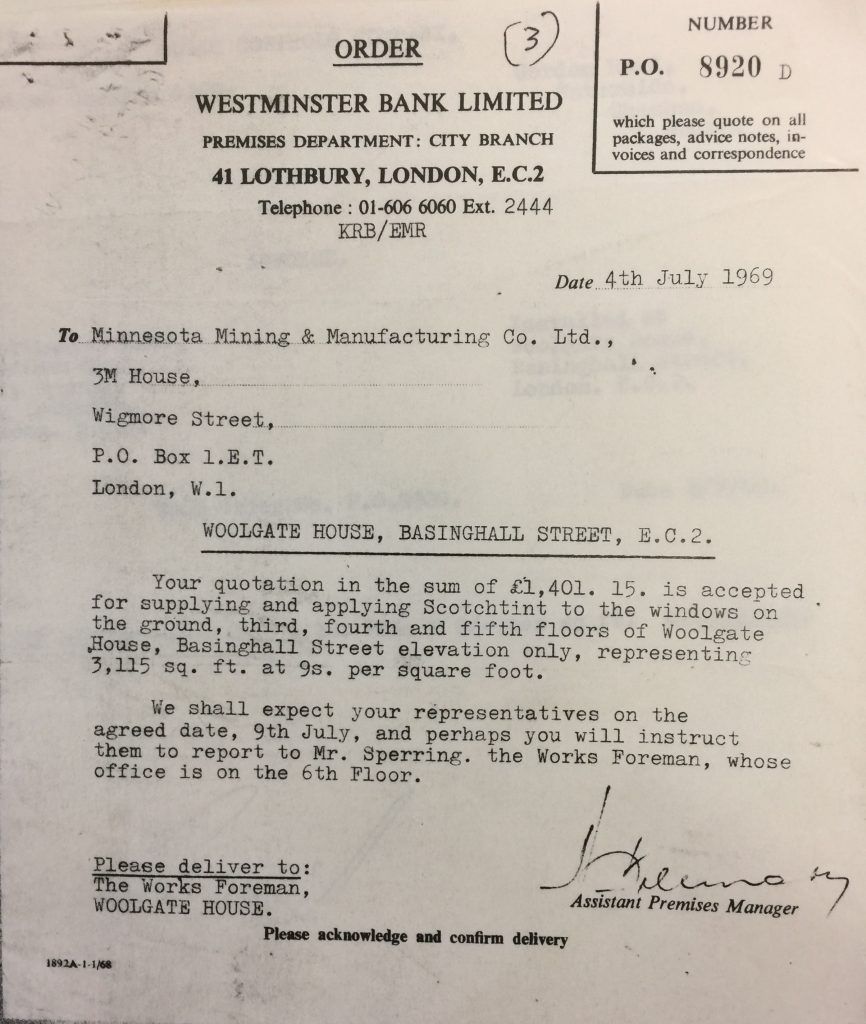 ORDER
(3)
NUMBER
P.O. 8920 D
which please quote on all
packages, advice notes, in-
voices and correspondence
WESTMINSTER BANK LIMITED
PREMISES DEPARTMENT: CITY BRANCH
41 LOTHBURY, LONDON, E.C.2
Telephone : 01-606 6060 Ext. 2444
KRB/EMR
Date 4th July 1969
To Minnesota Mining & Manufacturing Co. Ltd.,
3M House,
Wigmore Street,
P.O. Box 1.E.T.
London, W.1.
WOOLGATE HOUSE, BASINGHALL STREET, E.C.2.
Your quotation in the sum of £1,401. 15. is accepted
for supplying and applying Scotchtint to the windows on
the ground, third, fourth and fifth floors of Woolgate
House, Basinghall Street elevation only, representing
3,115 sq. ft. at 9s. per square foot.
We shall expect your representatives on the
agreed date, 9th July, and perhaps you will instruct
them to report to Mr. Sperring. the Works Foreman, whose
office is on the 6th Floor.
Please deliver to:
The Works Foreman,
WOOLGATE HOUSE.
Assistant Premises Manager
Please acknowledge and confirm delivery
1892A-1-1/68